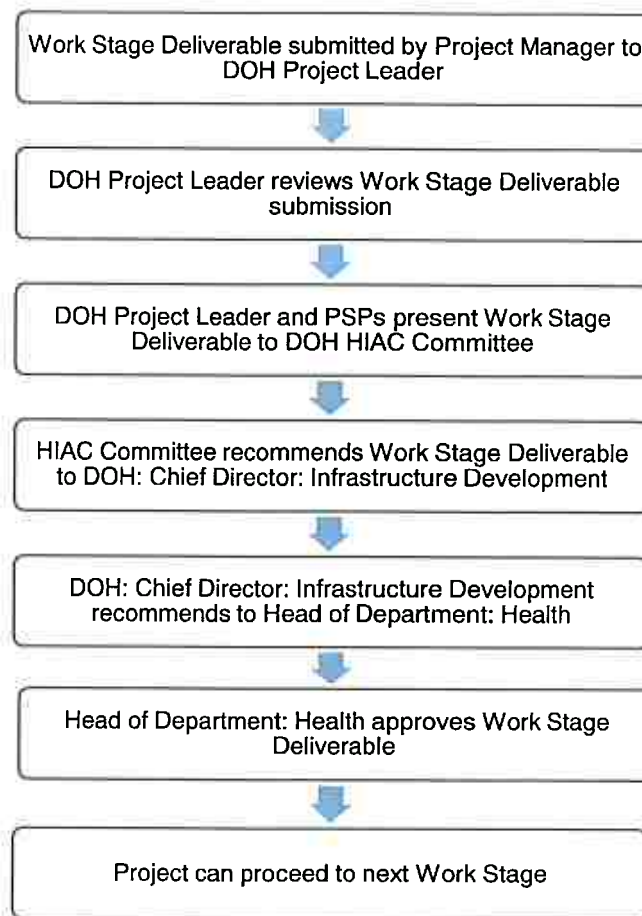 Work Stage Deliverable submitted by Project Manager to
DOH Project Leader
DOH Project Leader reviews Work Stage Deliverable
submission
DOH Project Leader and PSPs present Work Stage
Deliverable to DOH HIAC Committee
HIAC Committee recommends Work Stage Deliverable
to DOH: Chief Director: Infrastructure Development
DOH: Chief Director: Infrastructure Development
recommends to Head of Department: Health
Head of Department: Health approves Work Stage
Deliverable
Project can proceed to next Work Stage